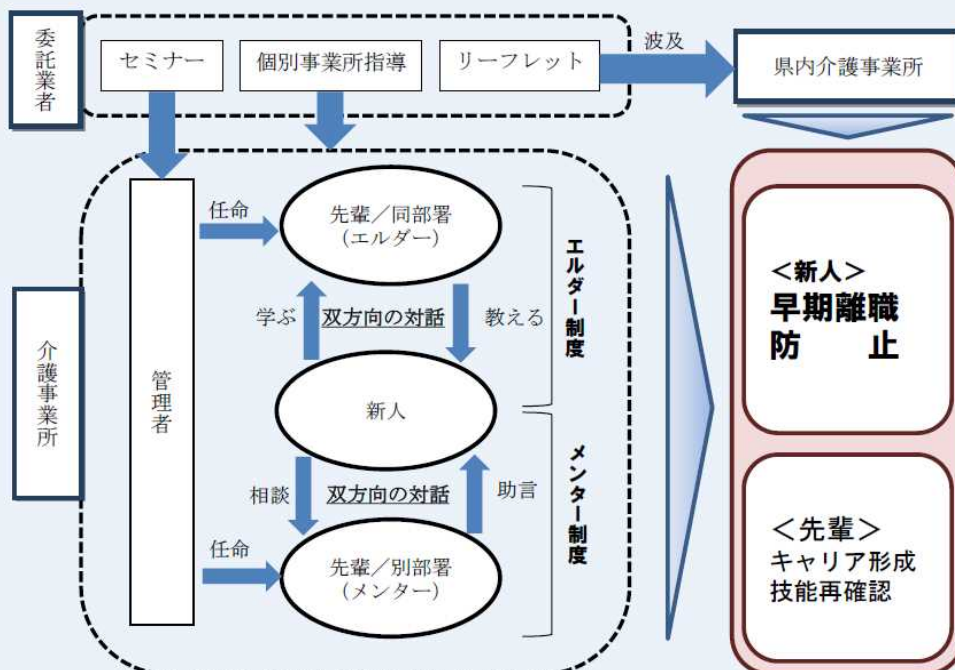 委託業者
セミナー
個別事業所指導
リーフレット
波及
県内介護事業所
介護事業所
管理者
任命
先輩／同部署
(エルダー)
学ぶ
双方向の対話
教える
エルダー制度
新人
相談
双方向の対話
助言
メンター制度
任命
先輩／別部署
(メンター)
＜新人＞
早期離職
防　止
＜先輩＞
キャリア形成
技能再確認